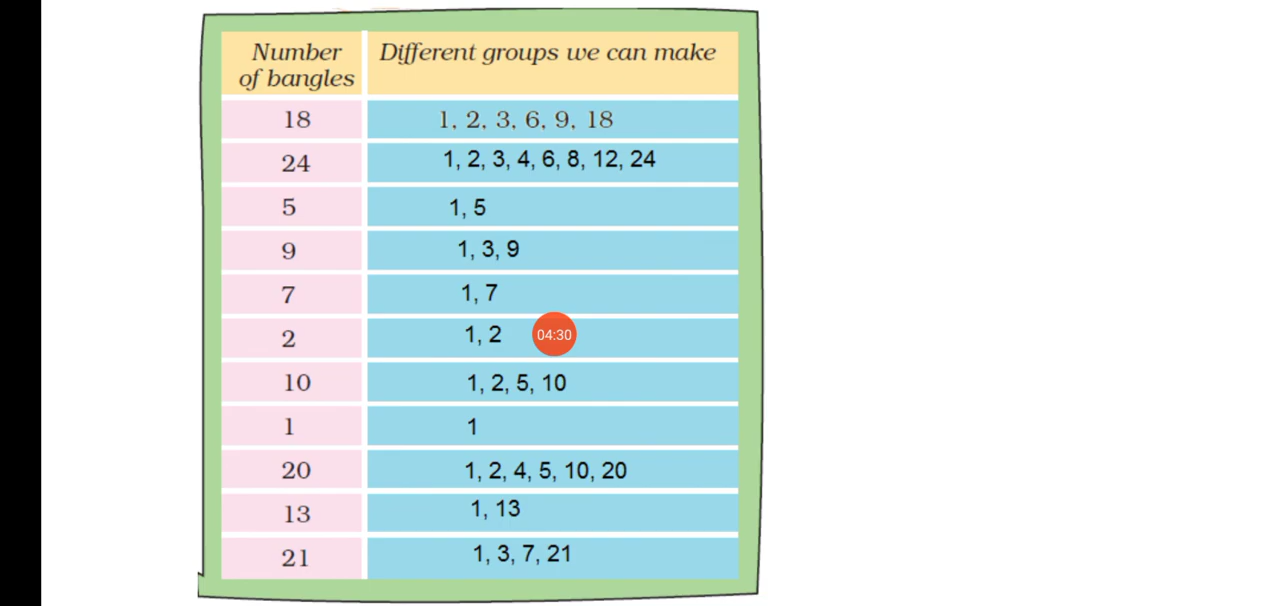 Number of bangles Different groups we can make
18 1, 2, 3, 6, 9, 18
24 1, 2, 3, 4, 6, 8, 12, 24
5 1, 5
9 1, 3, 9
7 1, 7
2 1, 2 04:30
10 1, 2, 5, 10
1 1
20 1, 2, 4, 5, 10, 20
13 1, 13
21 1, 3, 7, 21